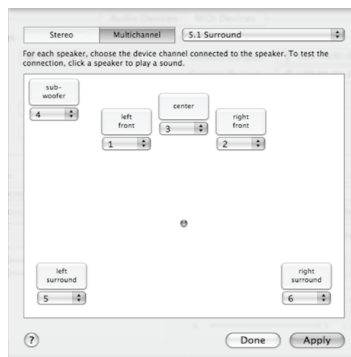 Stereo
Multichannel
5.1 Surround
For each speaker, choose the device channel connected to the speaker. To test the
connection, click a speaker to play a sound.
sub-
woofer
4
left
front
1
center
3
right
front
2
left
surround
5
right
surround
6
?
Done
Apply